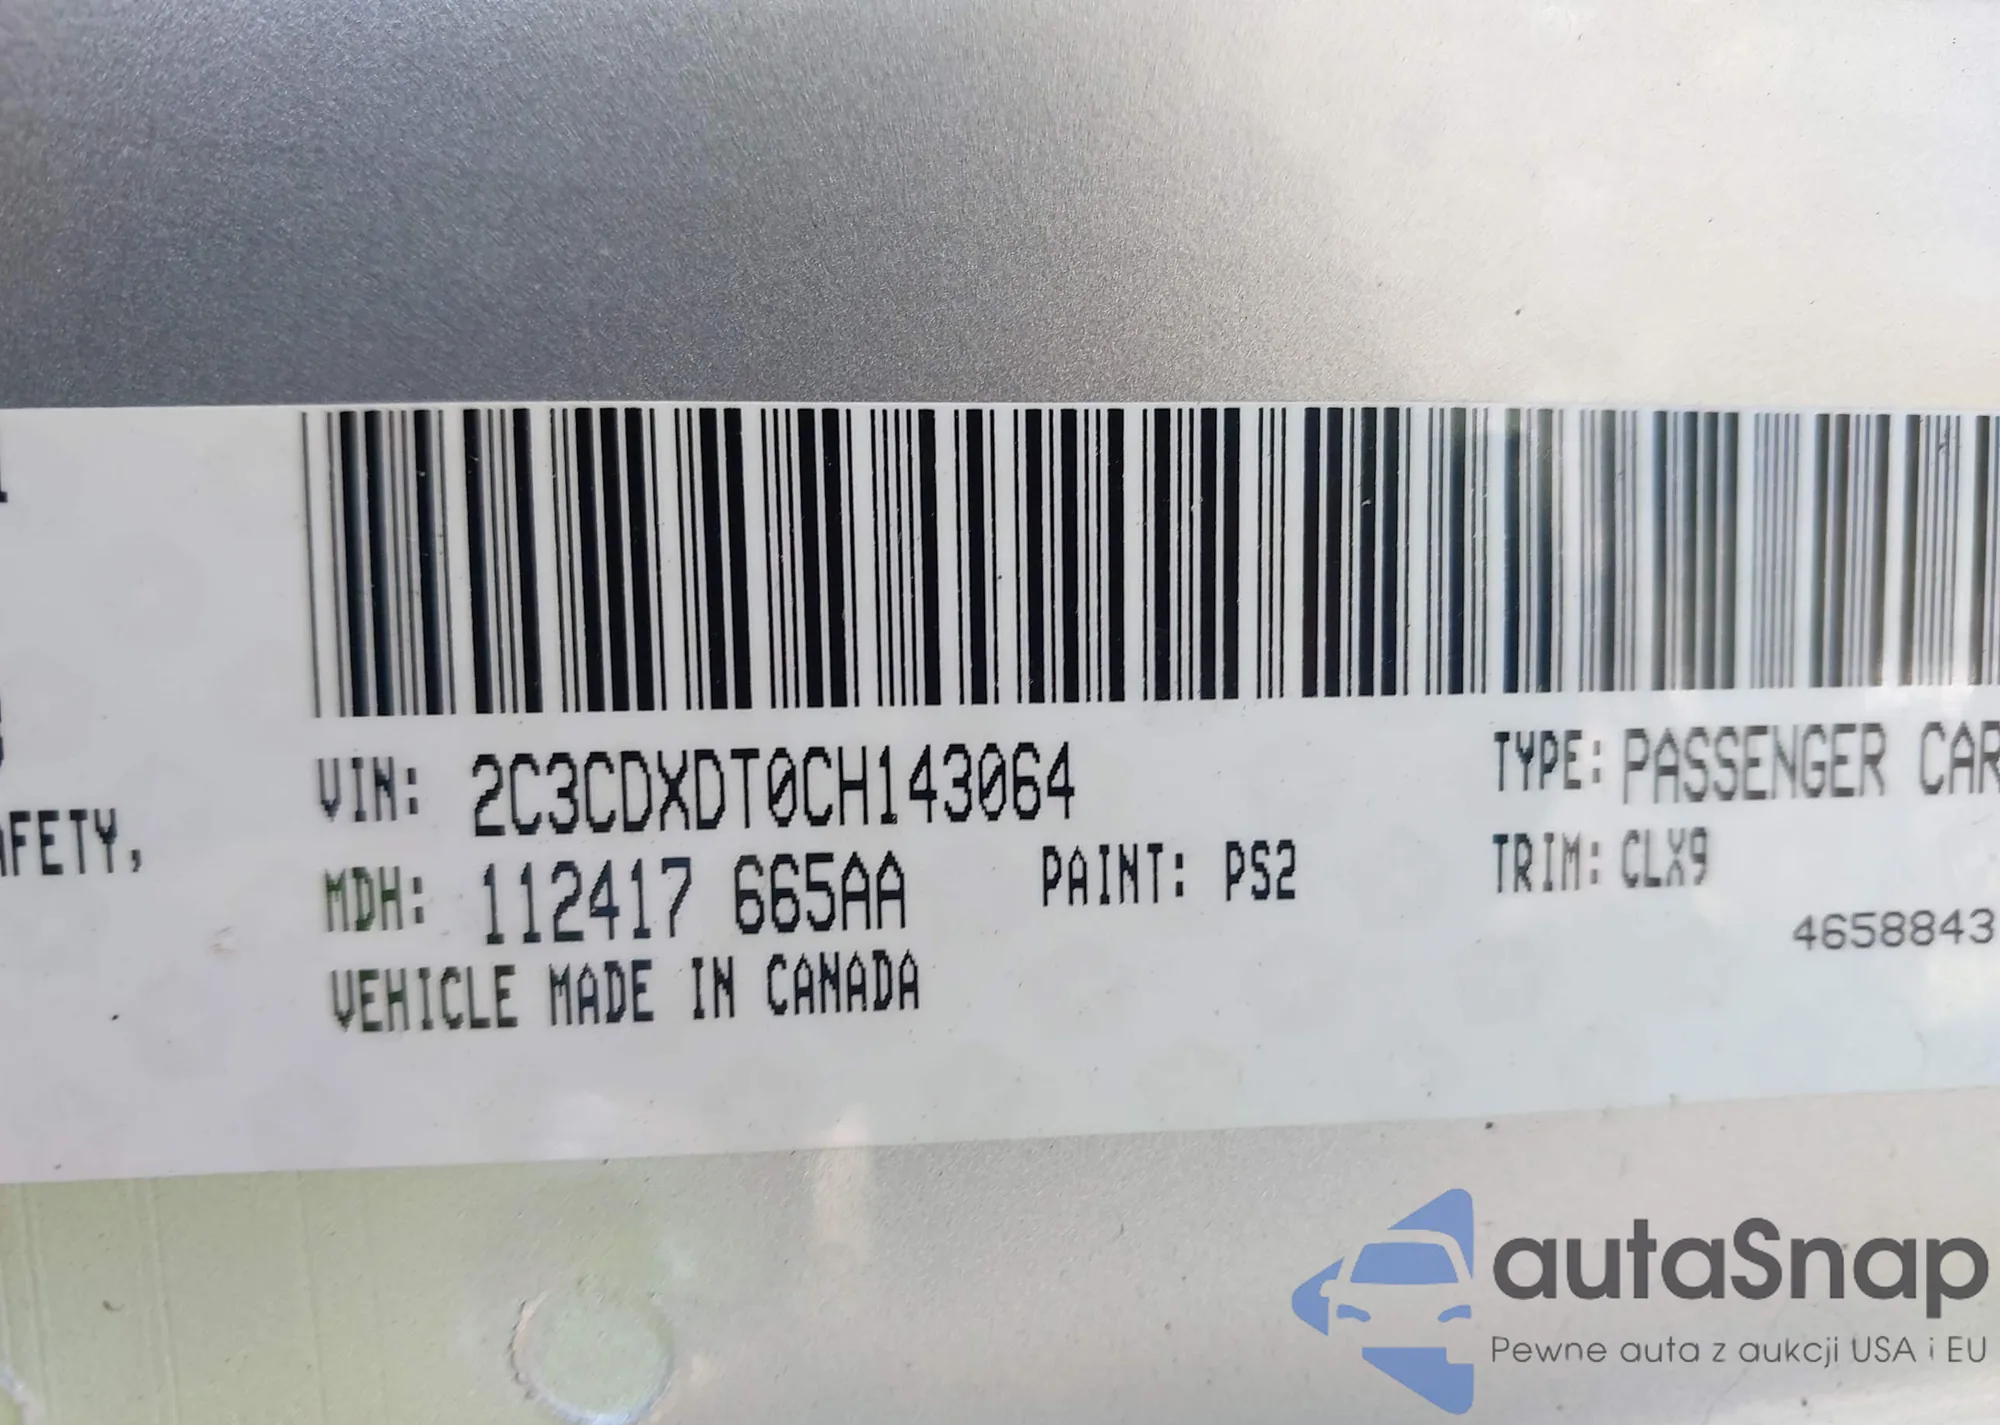 AFETY,
VIN: 2C3CDXDT0CH143064
TYPE: PASSENGER CAR
MDH: 112417 665AA
PAINT: PS2
TRIM: CLX9
4658843
VEHICLE MADE IN CANADA
autaSnap
Pewne auta z aukcji USA i EU